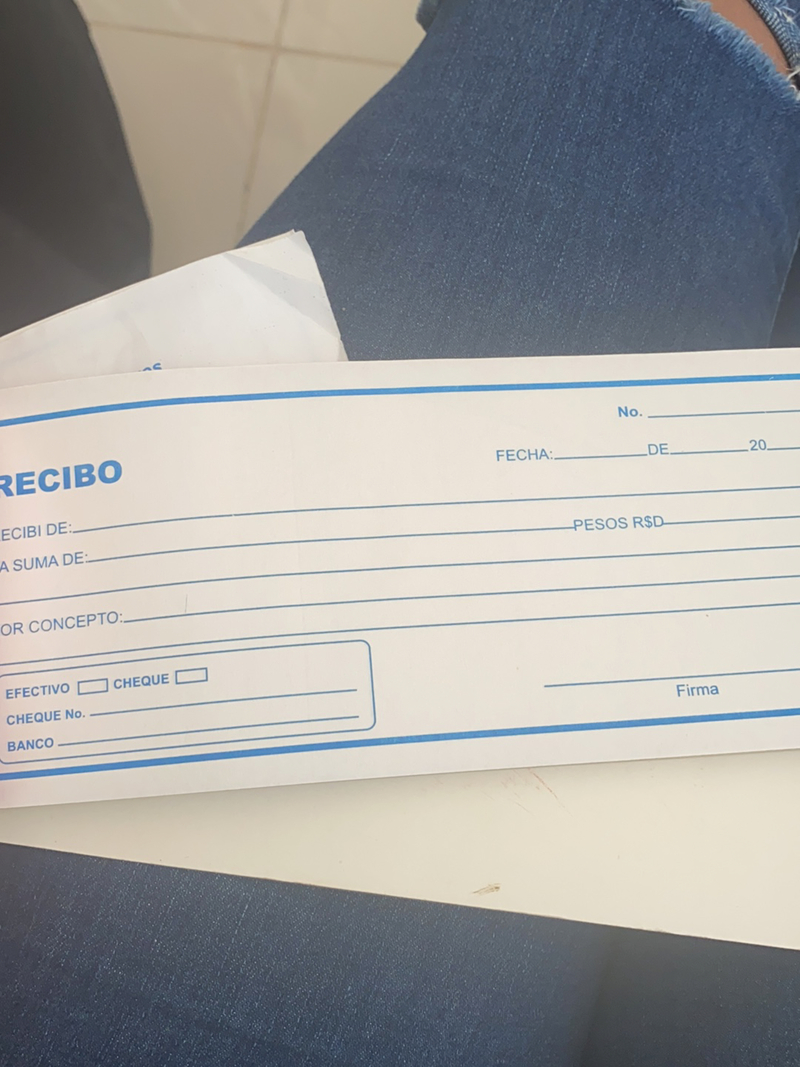 No.
FECHA: DE 20
RECIBO
ECIBI DE:
A SUMA DE: PESOS R$D
OR CONCEPTO:
EFECTIVO CHEQUE
CHEQUE No.
BANCO
Firma